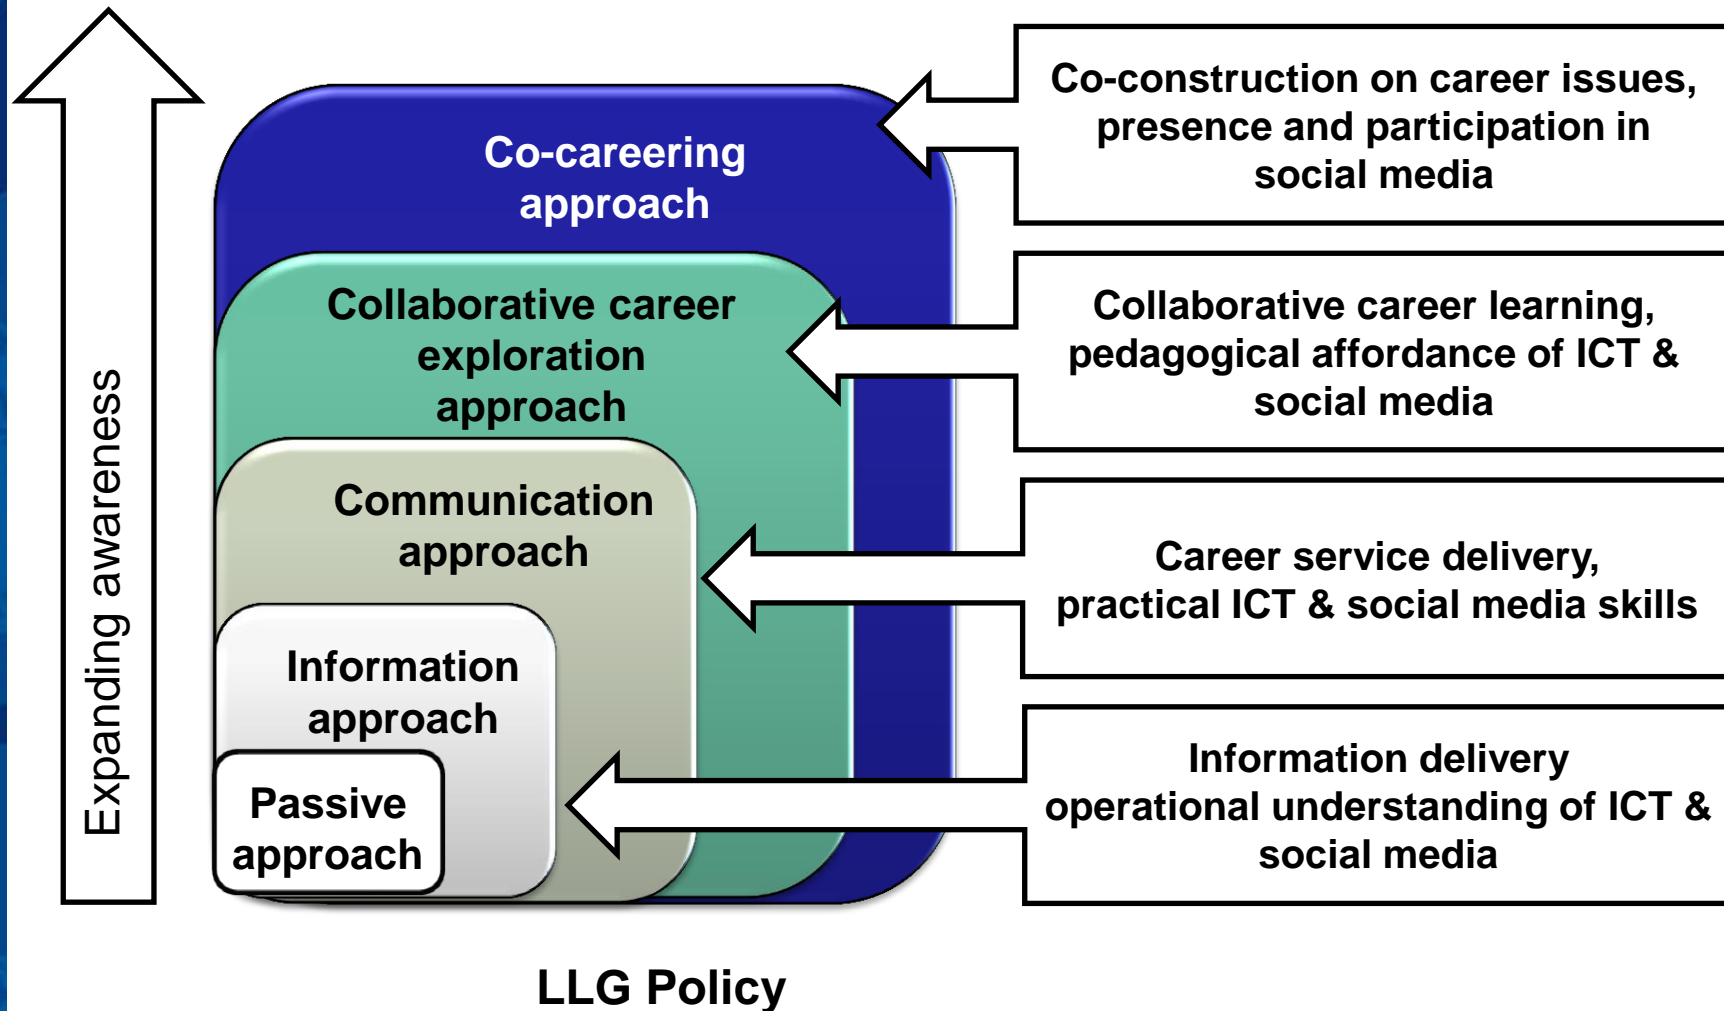 Expanding awareness
Co-careering
approach
Co-construction on career issues,
presence and participation in
social media
Collaborative career
exploration
approach
Collaborative career learning,
pedagogical affordance of ICT &
social media
Communication
approach
Career service delivery,
practical ICT & social media skills
Information
approach
Information delivery
operational understanding of ICT &
social media
Passive
approach
LLG Policy